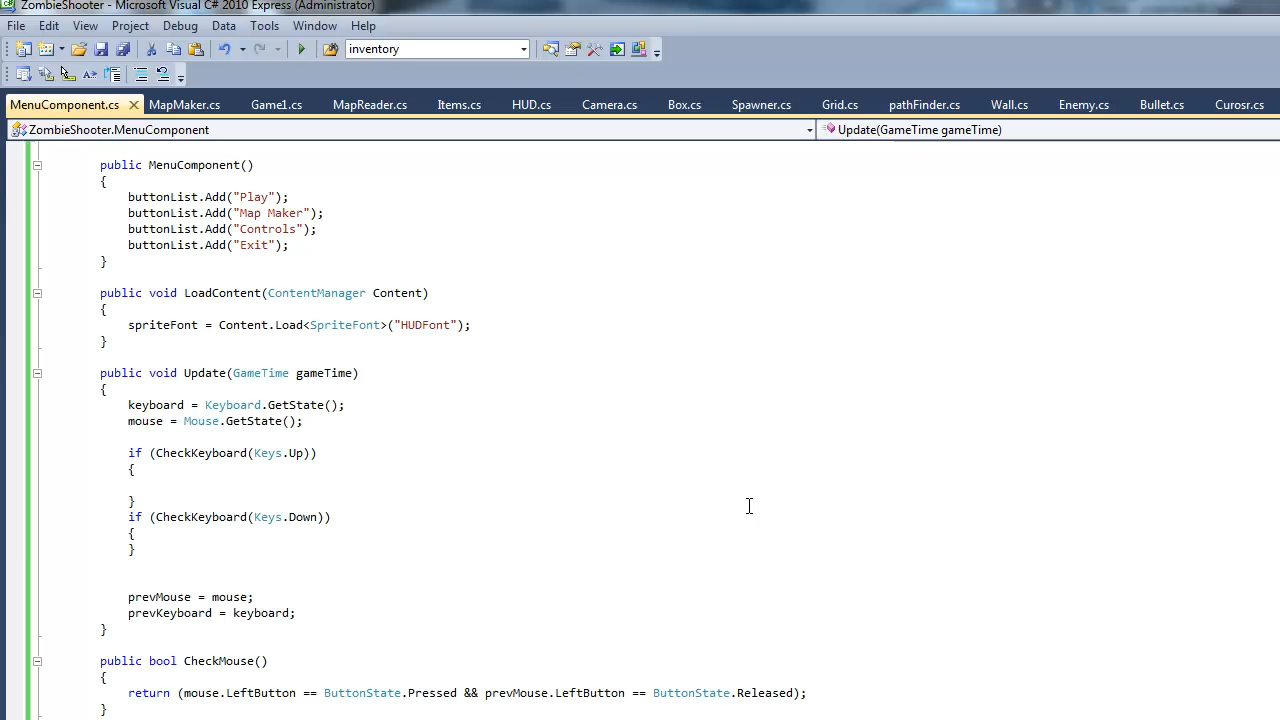 ZombieShooter - Microsoft Visual C# 2010 Express (Administrator)
File Edit View Project Debug Data Tools Window Help
inventory
MenuComponent.cs MapMaker.cs Game1.cs MapReader.cs Items.cs HUD.cs Camera.cs Box.cs Spawner.cs Grid.cs pathFinder.cs Wall.cs Enemy.cs Bullet.cs Curosr.cs
ZombieShooter.MenuComponent Update(GameTime gameTime)
public MenuComponent()
{
buttonList.Add("Play");
buttonList.Add("Map Maker");
buttonList.Add("Controls");
buttonList.Add("Exit");
}
public void LoadContent(ContentManager Content)
{
spriteFont = Content.Load<SpriteFont>("HUDFont");
}
public void Update(GameTime gameTime)
{
keyboard = Keyboard.GetState();
mouse = Mouse.GetState();
if (CheckKeyboard(Keys.Up))
{
}
if (CheckKeyboard(Keys.Down))
{
}
prevMouse = mouse;
prevKeyboard = keyboard;
}
public bool CheckMouse()
{
return (mouse.LeftButton == ButtonState.Pressed && prevMouse.LeftButton == ButtonState.Released);
}